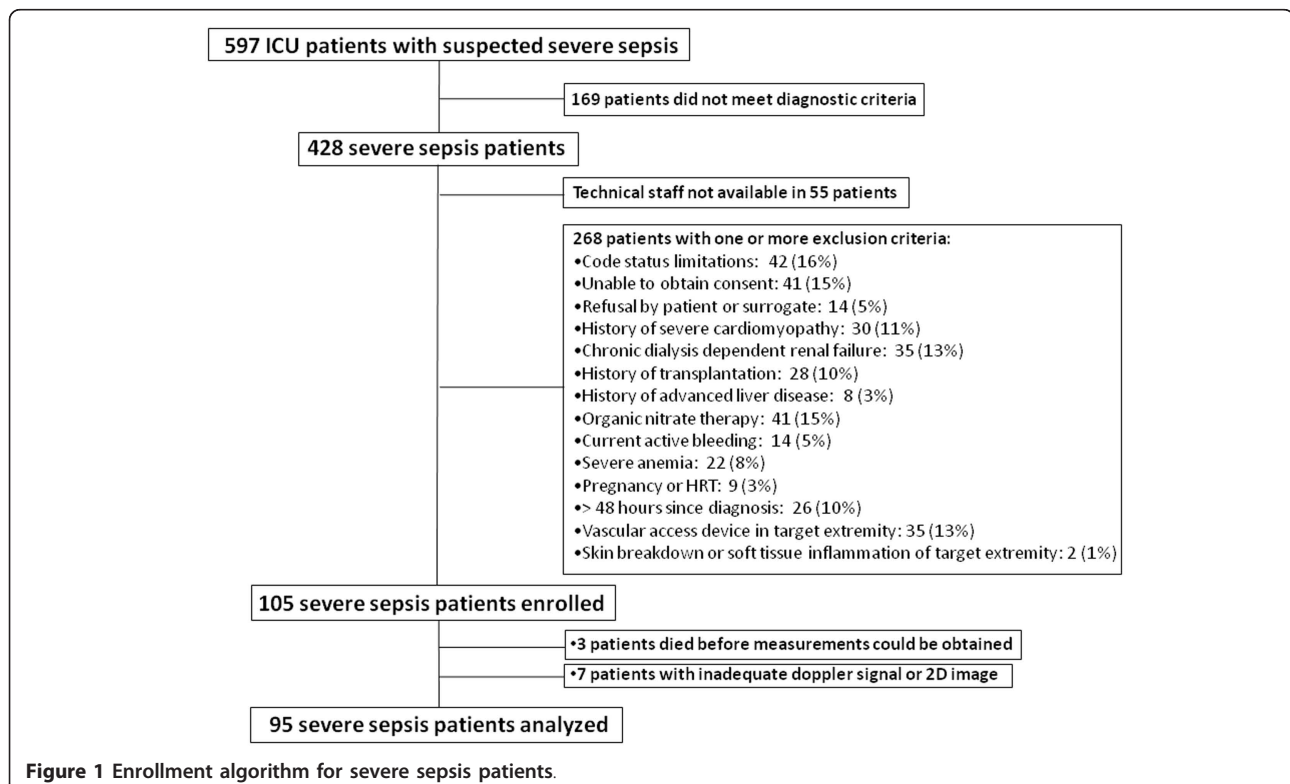 597 ICU patients with suspected severe sepsis
169 patients did not meet diagnostic criteria
428 severe sepsis patients
Technical staff not available in 55 patients
268 patients with one or more exclusion criteria:
•Code status limitations: 42 (16%)
•Unable to obtain consent: 41 (15%)
•Refusal by patient or surrogate: 14 (5%)
•History of severe cardiomyopathy: 30 (11%)
•Chronic dialysis dependent renal failure: 35 (13%)
•History of transplantation: 28 (10%)
•History of advanced liver disease: 8 (3%)
•Organic nitrate therapy: 41 (15%)
•Current active bleeding: 14 (5%)
•Severe anemia: 22 (8%)
•Pregnancy or HRT: 9 (3%)
•> 48 hours since diagnosis: 26 (10%)
•Vascular access device in target extremity: 35 (13%)
•Skin breakdown or soft tissue inflammation of target extremity: 2 (1%)
105 severe sepsis patients enrolled
•3 patients died before measurements could be obtained
•7 patients with inadequate doppler signal or 2D image
95 severe sepsis patients analyzed
Figure 1 Enrollment algorithm for severe sepsis patients.